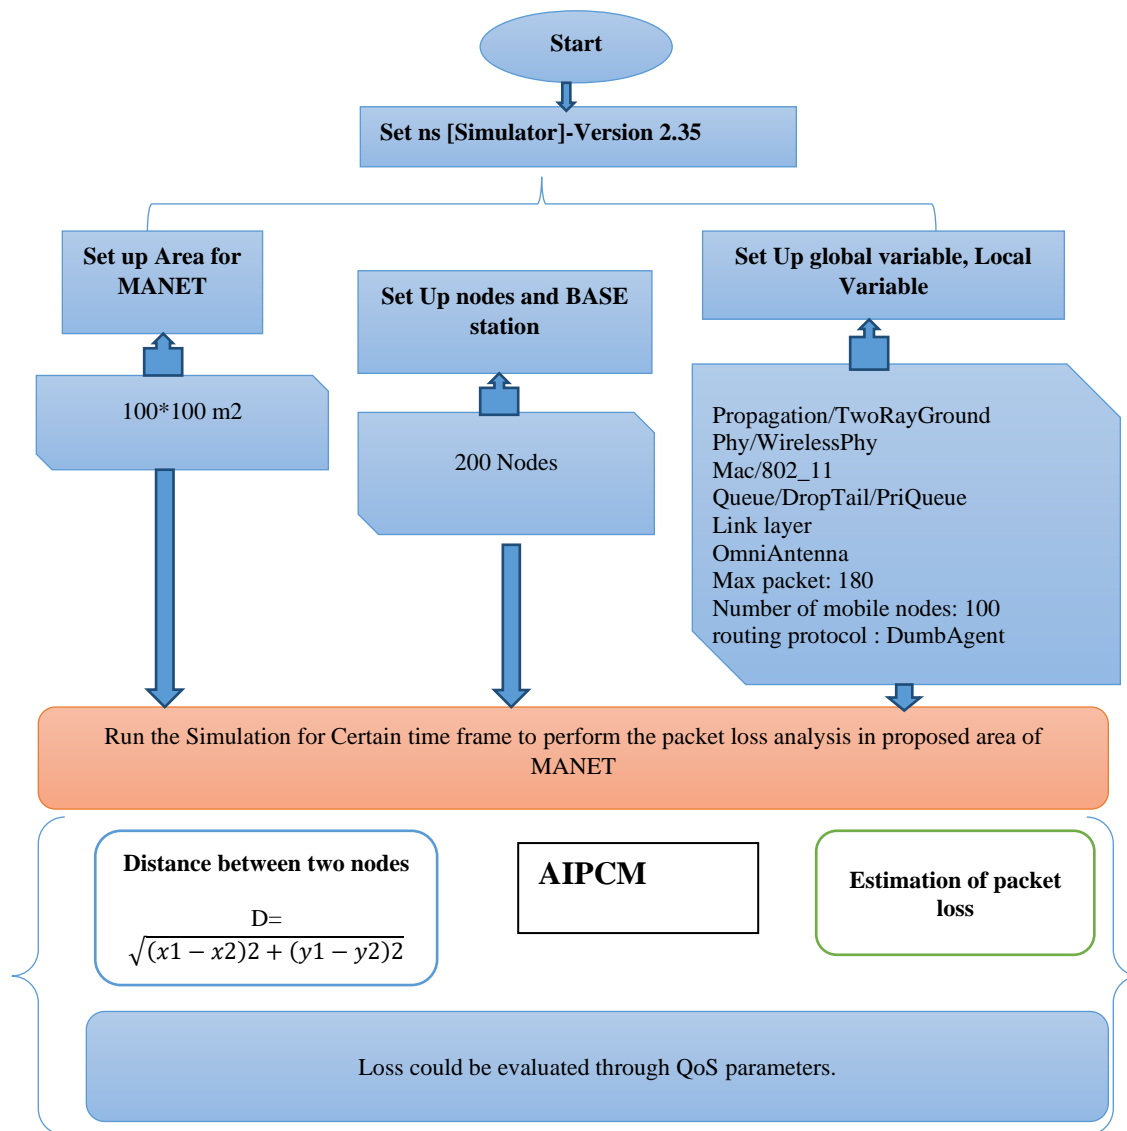 Start
Set ns [Simulator]-Version 2.35
Set up Area for
MANET
Set Up nodes and BASE
station
Set Up global variable, Local
Variable
100*100 m2
200 Nodes
Propagation/TwoRayGround
Phy/WirelessPhy
Mac/802_11
Queue/DropTail/PriQueue
Link layer
OmniAntenna
Max packet: 180
Number of mobile nodes: 100
routing protocol : DumbAgent
Run the Simulation for Certain time frame to perform the packet loss analysis in proposed area of
MANET
Distance between two nodes
D=
√(x1 − x2)2 + (y1 − y2)2
AIPCM
Estimation of packet
loss
Loss could be evaluated through QoS parameters.